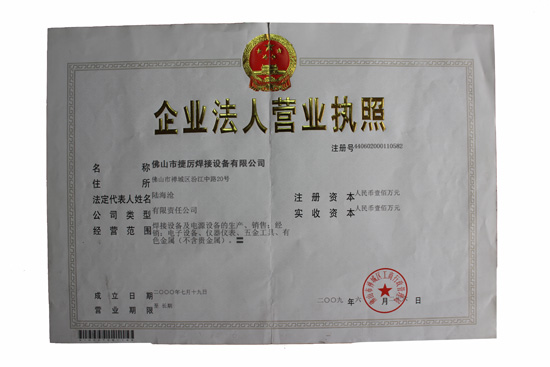 企业法人营业执照
注册号440602000110582
名称 佛山市捷厉焊接设备有限公司
住所 佛山市禅城区汾江中路20号
法定代表人姓名 陆海沧
注册资本 人民币壹佰万元
公司类型 有限责任公司
实收资本 人民币壹佰万元
经营范围 焊接设备及电源设备的生产、销售;经
销:电子设备、仪器仪表、五金工具、有
色金属(不含贵金属)。
成立日期 二〇〇〇年七月十九日
营业期限 至 长期
二〇〇九 六 月 日